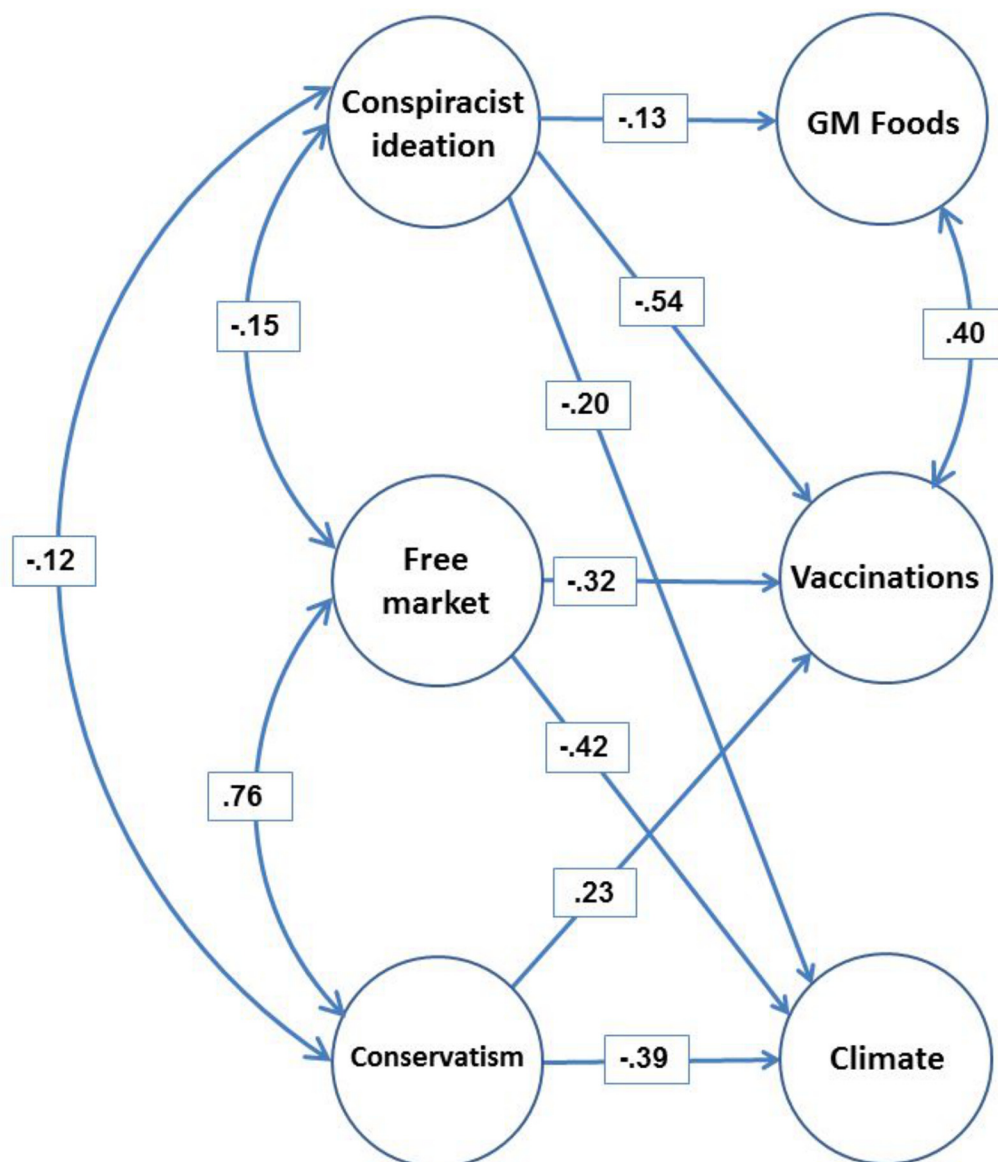 Conspiracist
ideation
-.13
GM Foods
-.54
-.15
.40
-.20
-.12
Free
market
-.32
Vaccinations
-.42
.76
.23
Conservatism
-.39
Climate